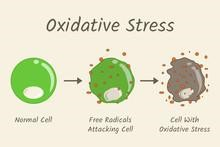 Oxidative Stress
Normal Cell
Free Radicals
Attacking Cell
Cell With
Oxidative Stress